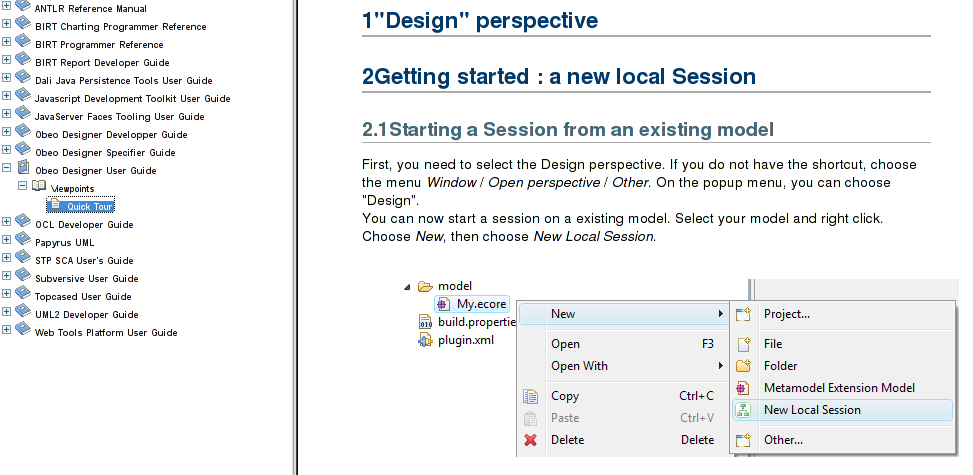 ANTLR Reference Manual
BIRT Charting Programmer Reference
BIRT Programmer Reference
BIRT Report Developer Guide
Dali Java Persistence Tools User Guide
Javascript Development Toolkit User Guide
JavaServer Faces Tooling User Guide
Obeo Designer Developper Guide
Obeo Designer Specifier Guide
Obeo Designer User Guide
Viewpoints
Quick Tour
OCL Developer Guide
Papyrus UML
STP SCA User's Guide
Subversive User Guide
Topcased User Guide
UML2 Developer Guide
Web Tools Platform User Guide
1"Design" perspective
2Getting started : a new local Session
2.1Starting a Session from an existing model
First, you need to select the Design perspective. If you do not have the shortcut, choose
the menu Window / Open perspective / Other. On the popup menu, you can choose
"Design".
You can now start a session on a existing model. Select your model and right click.
Choose New, then choose New Local Session.
model
My.ecore
build.propertie
plugin.xml
New
Open F3
Open With
Copy Ctrl+C
Paste Ctrl+V
Delete Delete
Project...
File
Folder
Metamodel Extension Model
New Local Session
Other...